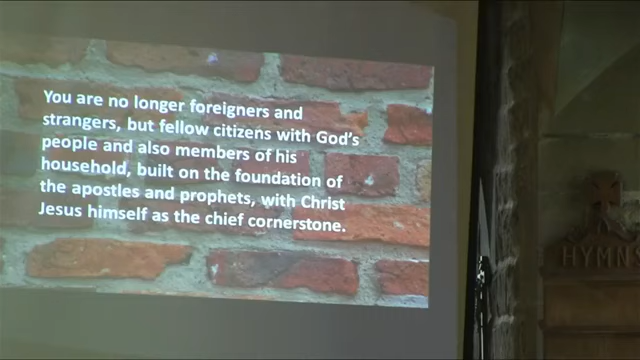 You are no longer foreigners and
strangers, but fellow citizens with God's
people and also members of his
household, built on the foundation of
the apostles and prophets, with Christ
Jesus himself as the chief cornerstone.
HYMNS